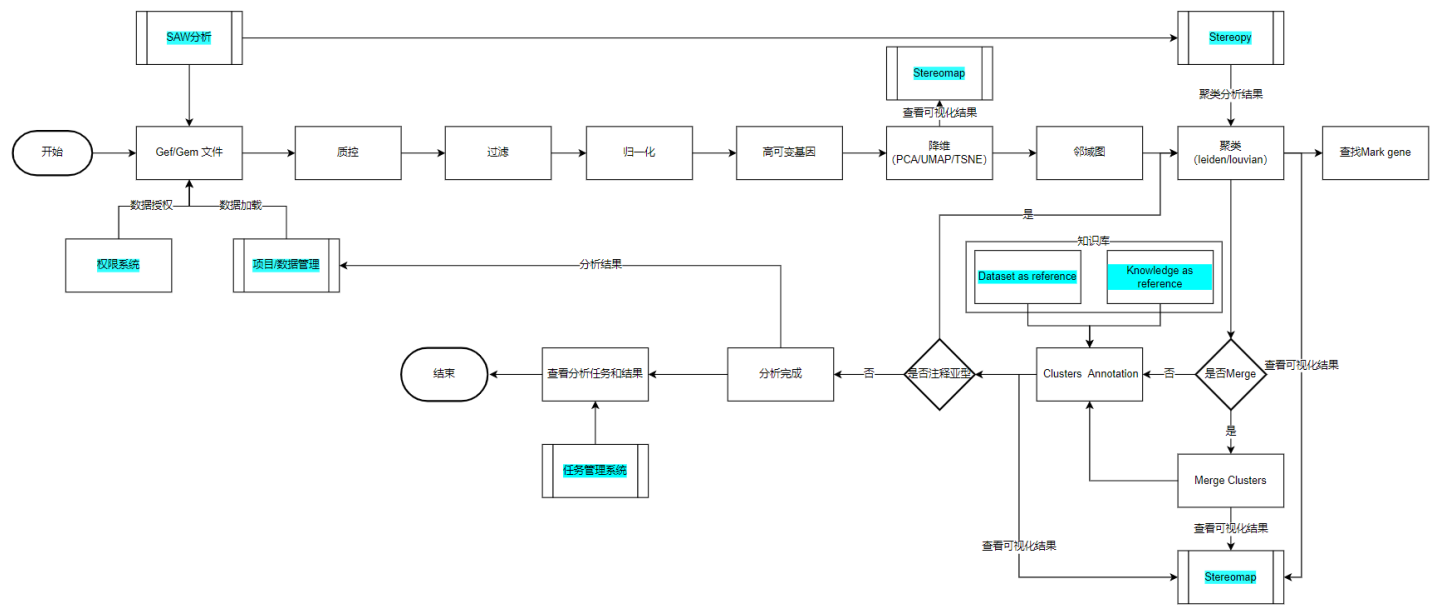 SAW分析
Stereopy
Stereomap
聚类分析结果
查看可视化结果
开始
Gef/Gem 文件
质控
过滤
归一化
高可变基因
降维
（PCA/UMAP/TSNE）
邻域图
聚类
（leiden/louvian）
查找Mark gene
数据授权
数据加载
是
知识库
权限系统
项目/数据管理
分析结果
Dataset as reference
Knowledge as
reference
结束
查看分析任务和结果
分析完成
否
是否注释亚型
Clusters Annotation
否
是否Merge
查看可视化结果
是
任务管理系统
Merge Clusters
查看可视化结果
查看可视化结果
Stereomap